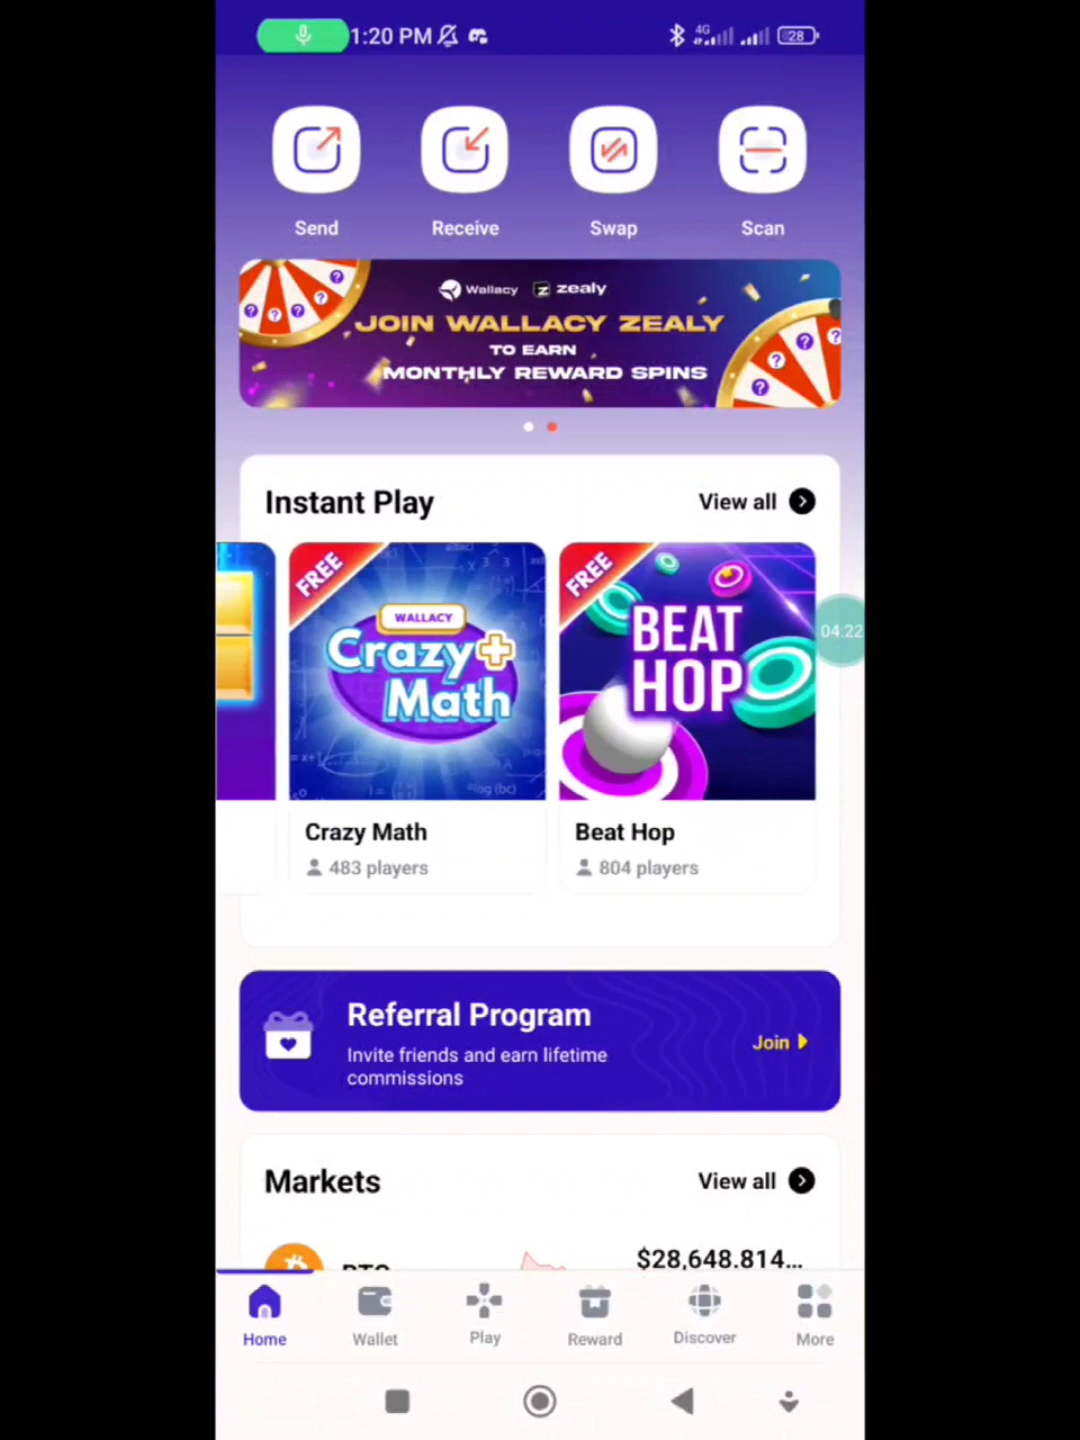 1:20 PM
4G
28
Send
Receive
Swap
Scan
Wallacy zealy
JOIN WALLACY ZEALY
TO EARN
MONTHLY REWARD SPINS
Instant Play
View all
FREE
WALLACY
Crazy+
Math
FREE
BEAT
HOP
04:22
Crazy Math
483 players
Beat Hop
804 players
Referral Program
Invite friends and earn lifetime
commissions
Join
Markets
View all
BTC
$28,648.814...
Home
Wallet
Play
Reward
Discover
More